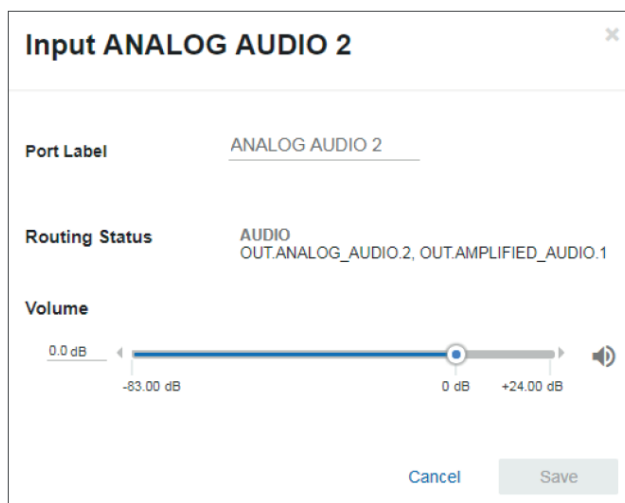 Input ANALOG AUDIO 2
Port Label ANALOG AUDIO 2
Routing Status AUDIO
OUT.ANALOG_AUDIO.2, OUT.AMPLIFIED_AUDIO.1
Volume
0.0 dB
-83.00 dB 0 dB +24.00 dB
Cancel Save